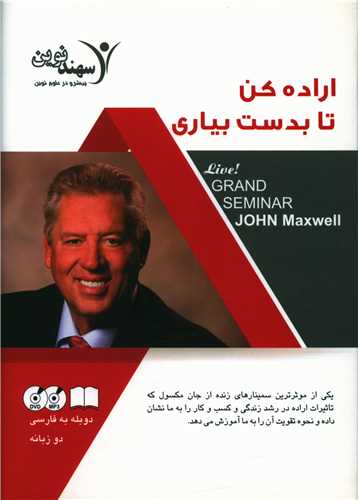 سهند نوین
پیشرو در علوم نوین
اراده کن
تا بدست بیاری
Live!
GRAND
SEMINAR
JOHN Maxwell
یکی از موثرترین سمینارهای زنده از جان مکسول که
تاثیرات اراده در رشد زندگی و کسب و کار را به ما نشان
داده و نحوه تقویت آن را به ما آموزش می دهد.
DVD MP3
دوبله به فارسی
دو زبانه